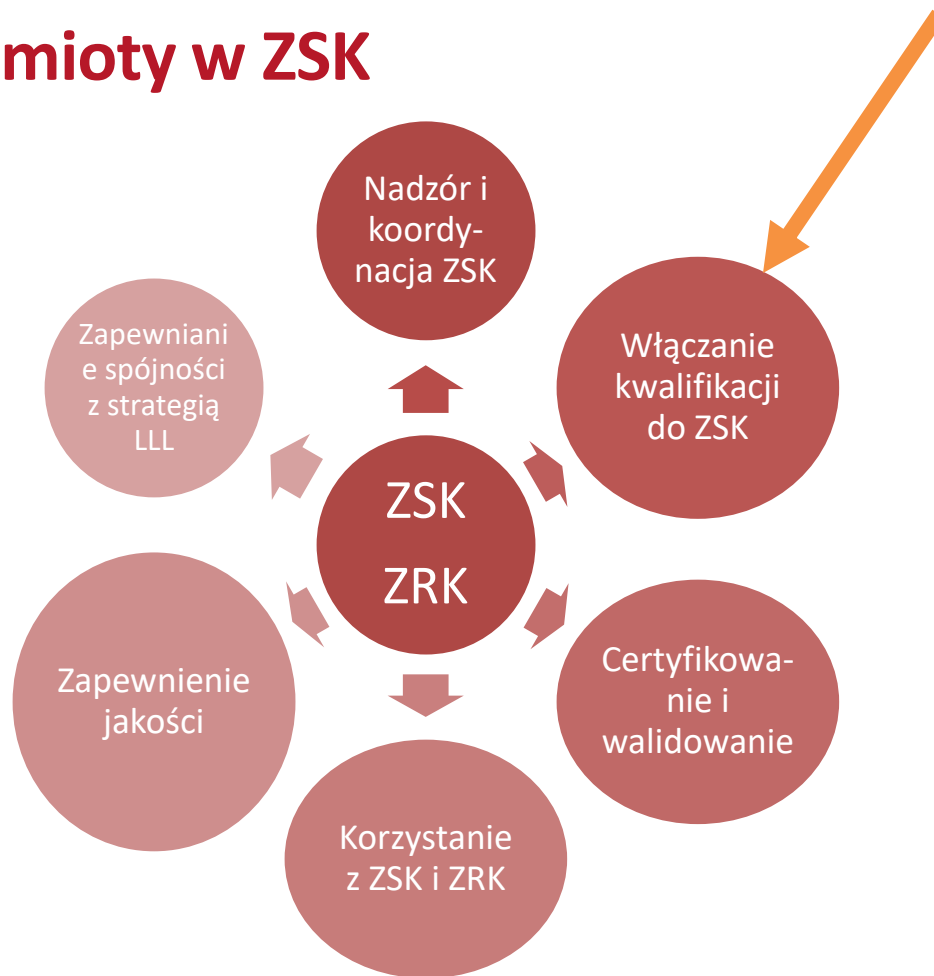 mioty w ZSK
Nadzór i
koordy-
nacja ZSK
Włączanie
kwalifikacji
do ZSK
Certyfikowa-
nie i
walidowanie
Korzystanie
z ZSK i ZRK
Zapewnienie
jakości
Zapewniani
e spójności
z strategią
LLL
ZSK
ZRK